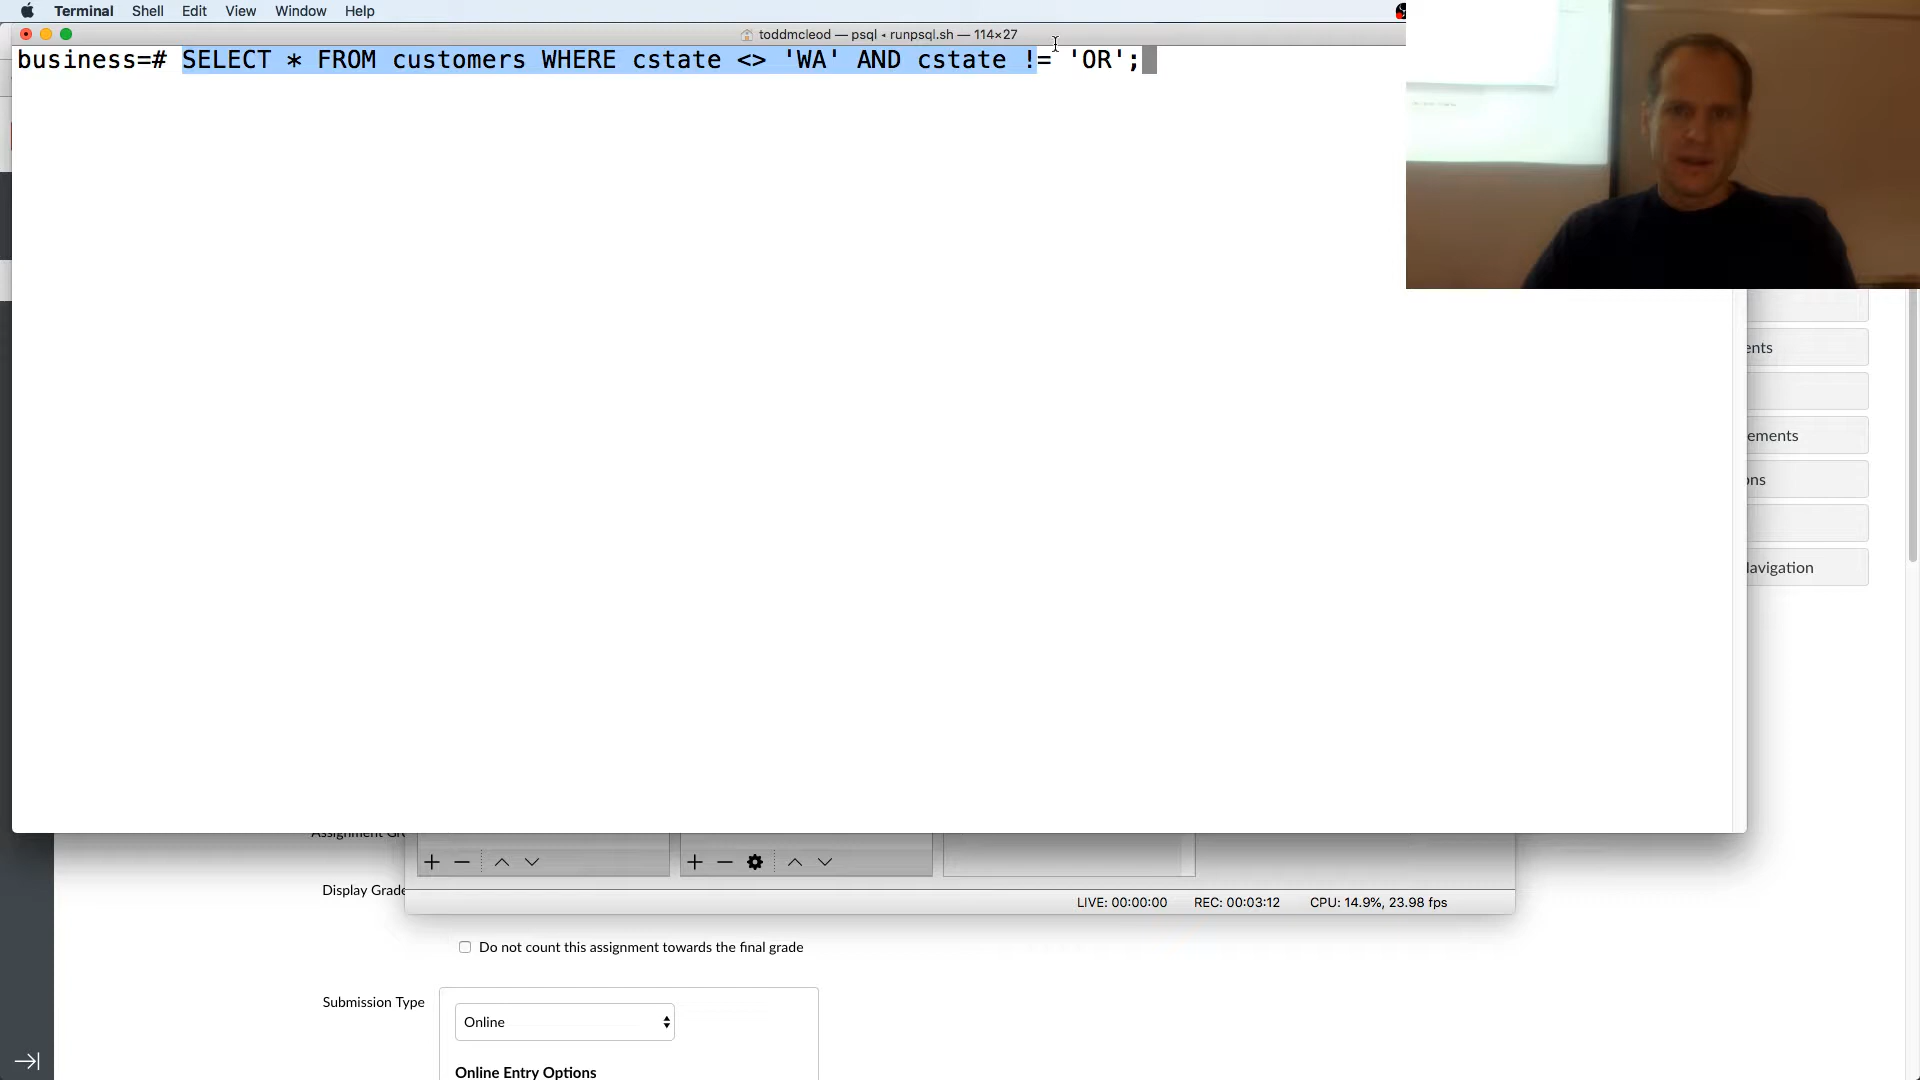 Terminal Shell Edit View Window Help
toddmcleod — psql ◂ runpsql.sh — 114×27
business=# SELECT * FROM customers WHERE cstate <> 'WA' AND cstate != 'OR';
ents
ements
ons
Navigation
Display Grade
LIVE: 00:00:00 REC: 00:03:12 CPU: 14.9%, 23.98 fps
Do not count this assignment towards the final grade
Submission Type
Online
Online Entry Options